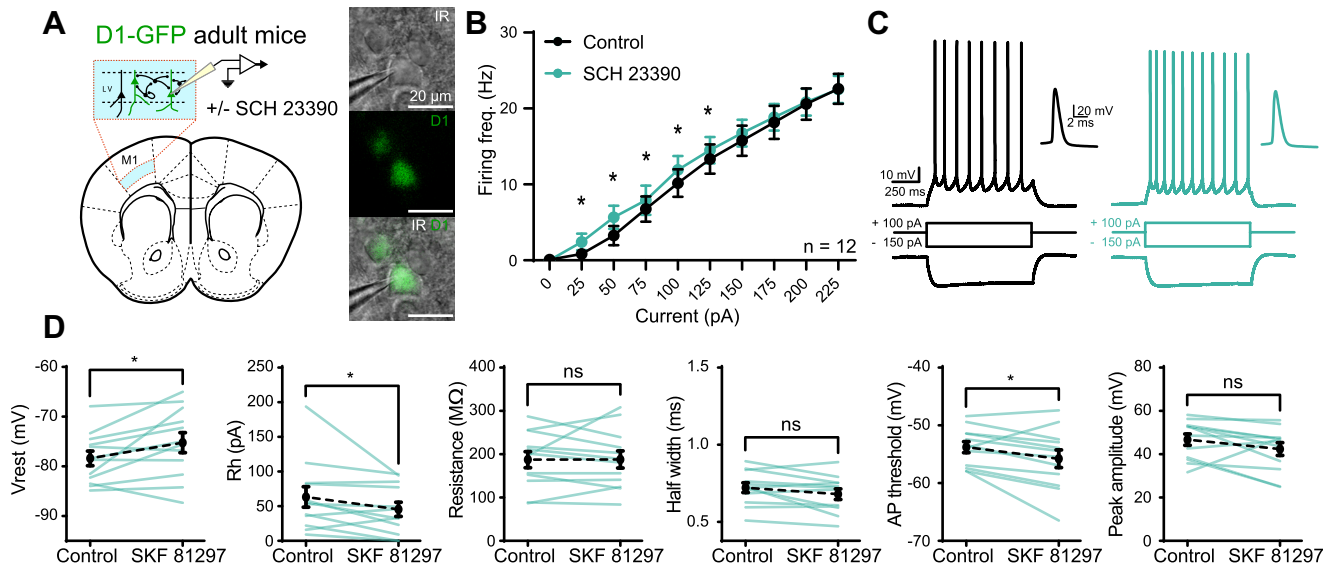 A
D1-GFP adult mice
LV
+/- SCH 23390
M1
IR
20 µm
D1
IR D1
B
Firing freq. (Hz)
30
20
10
0
Control
SCH 23390
* * * * *
n = 12
0 25 50 75 100 125 150 175 200 225
Current (pA)
C
20 mV
2 ms
10 mV
250 ms
+ 100 pA
- 150 pA
+ 100 pA
- 150 pA
D
Vrest (mV)
-60
-70
-80
-90
*
Control SKF 81297
Rh (pA)
250
200
150
100
50
0
*
Control SKF 81297
Resistance (MΩ)
400
300
200
100
0
ns
Control SKF 81297
Half width (ms)
1.5
1.0
0.5
ns
Control SKF 81297
AP threshold (mV)
-40
-50
-60
-70
*
Control SKF 81297
Peak amplitude (mV)
80
60
40
20
0
ns
Control SKF 81297